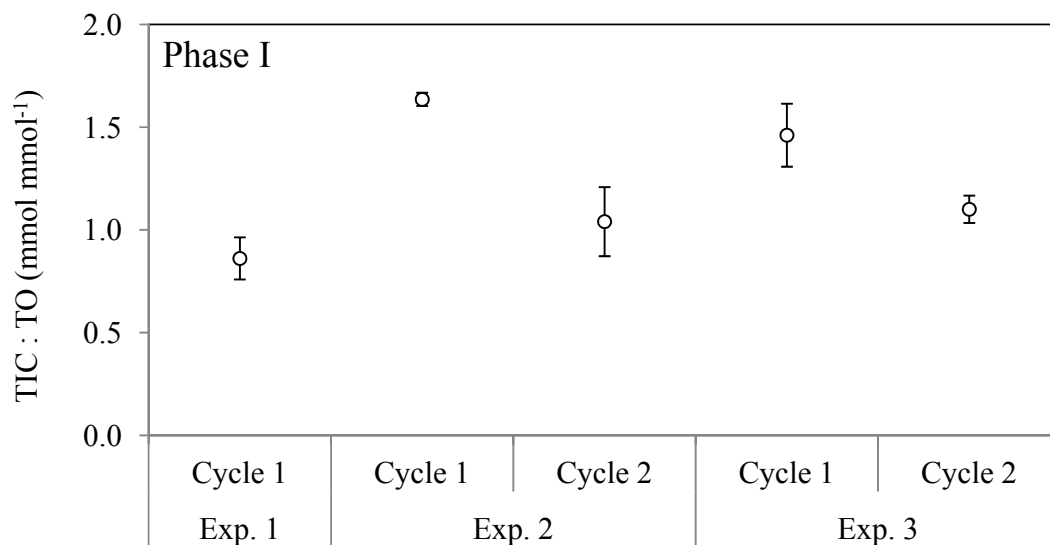 2.0
Phase I
1.5
1.0
0.5
0.0
TIC : TO (mmol mmol⁻¹)
Cycle 1 Cycle 1 Cycle 2 Cycle 1 Cycle 2
Exp. 1 Exp. 2 Exp. 3